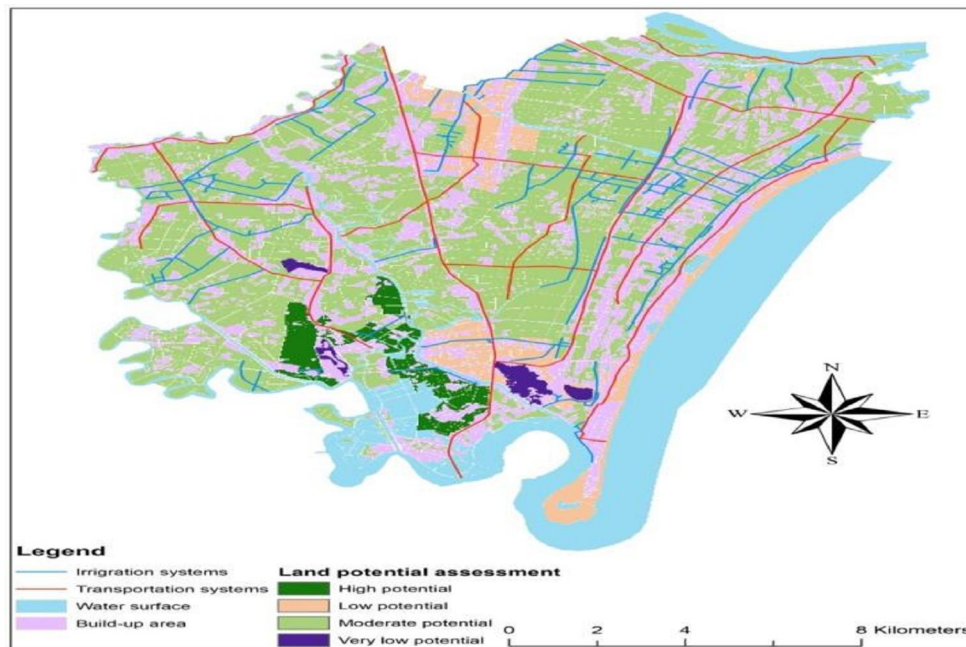 N
W E
S
Legend
Irrigration systems
Transportation systems
Water surface
Build-up area
Land potential assessment
High potential
Low potential
Moderate potential
Very low potential
0 2 4 8 Kilometers